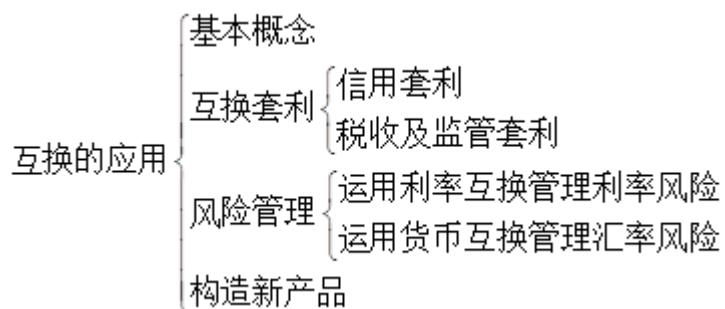 互换的应用
基本概念
互换套利
信用套利
税收及监管套利
风险管理
运用利率互换管理利率风险
运用货币互换管理汇率风险
构造新产品